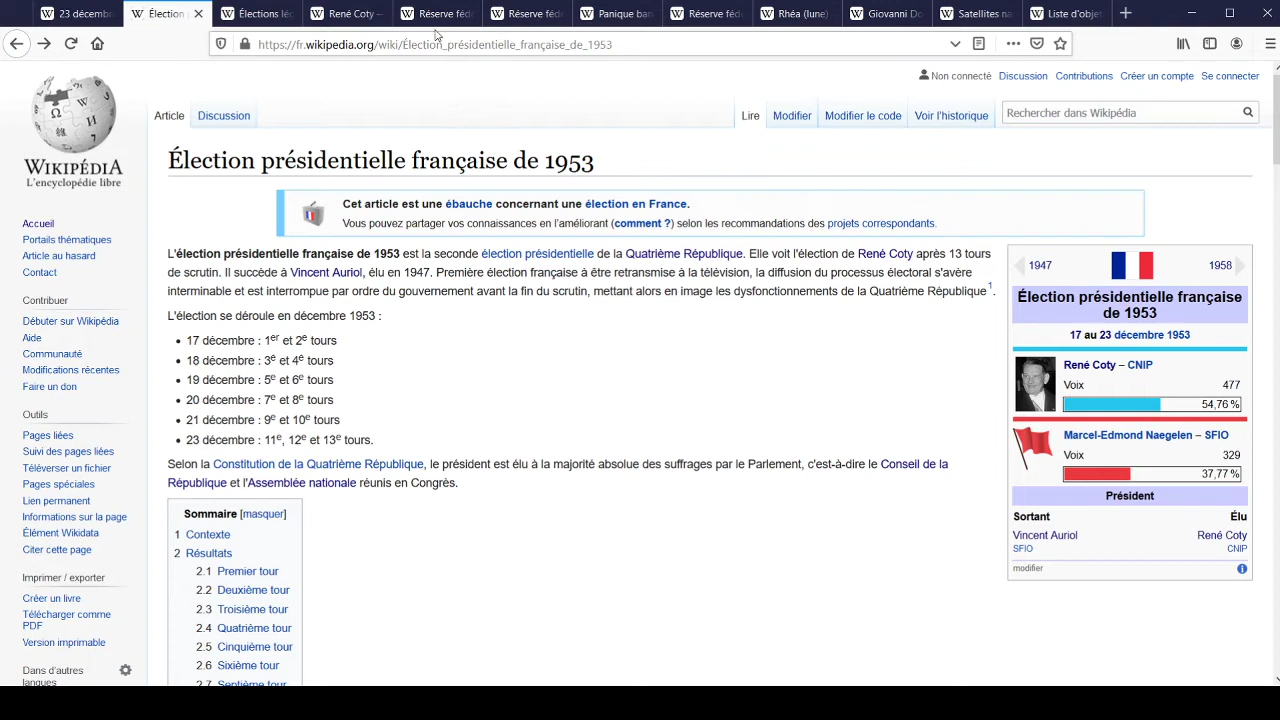 23 décemb
Élection
Élections lé
René Coty –
Réserve féd
Réserve féd
Panique ban
Réserve féd
Rhéa (lune)
Giovanni Do
Satellites na
Liste d'obje
https://fr.wikipedia.org/wiki/Élection_présidentielle_française_de_1953
Non connecté Discussion Contributions Créer un compte Se connecter
Article Discussion Lire Modifier Modifier le code Voir l'historique Rechercher dans Wikipédia
WIKIPÉDIA
L'encyclopédie libre
Accueil
Portails thématiques
Article au hasard
Contact
Contribuer
Débuter sur Wikipédia
Aide
Communauté
Modifications récentes
Faire un don
Outils
Pages liées
Suivi des pages liées
Téléverser un fichier
Pages spéciales
Lien permanent
Informations sur la page
Élément Wikidata
Citer cette page
Imprimer / exporter
Créer un livre
Télécharger comme
PDF
Version imprimable
Dans d'autres
langues
Élection présidentielle française de 1953
Cet article est une ébauche concernant une élection en France.
Vous pouvez partager vos connaissances en l'améliorant (comment ?) selon les recommandations des projets correspondants.
L'élection présidentielle française de 1953 est la seconde élection présidentielle de la Quatrième République. Elle voit l'élection de René Coty après 13 tours
de scrutin. Il succède à Vincent Auriol, élu en 1947. Première élection française à être retransmise à la télévision, la diffusion du processus électoral s'avère
interminable et est interrompue par ordre du gouvernement avant la fin du scrutin, mettant alors en image les dysfonctionnements de la Quatrième République1.
L'élection se déroule en décembre 1953 :
• 17 décembre : 1er et 2e tours
• 18 décembre : 3e et 4e tours
• 19 décembre : 5e et 6e tours
• 20 décembre : 7e et 8e tours
• 21 décembre : 9e et 10e tours
• 23 décembre : 11e, 12e et 13e tours.
Selon la Constitution de la Quatrième République, le président est élu à la majorité absolue des suffrages par le Parlement, c'est-à-dire le Conseil de la
République et l'Assemblée nationale réunis en Congrès.
Sommaire [masquer]
1 Contexte
2 Résultats
2.1 Premier tour
2.2 Deuxième tour
2.3 Troisième tour
2.4 Quatrième tour
2.5 Cinquième tour
2.6 Sixième tour
2.7 Septième tour
1947 1958
Élection présidentielle française
de 1953
17 au 23 décembre 1953
René Coty – CNIP
Voix 477
54,76 %
Marcel-Edmond Naegelen – SFIO
Voix 329
37,77 %
Président
Sortant Élu
Vincent Auriol René Coty
SFIO CNIP
modifier